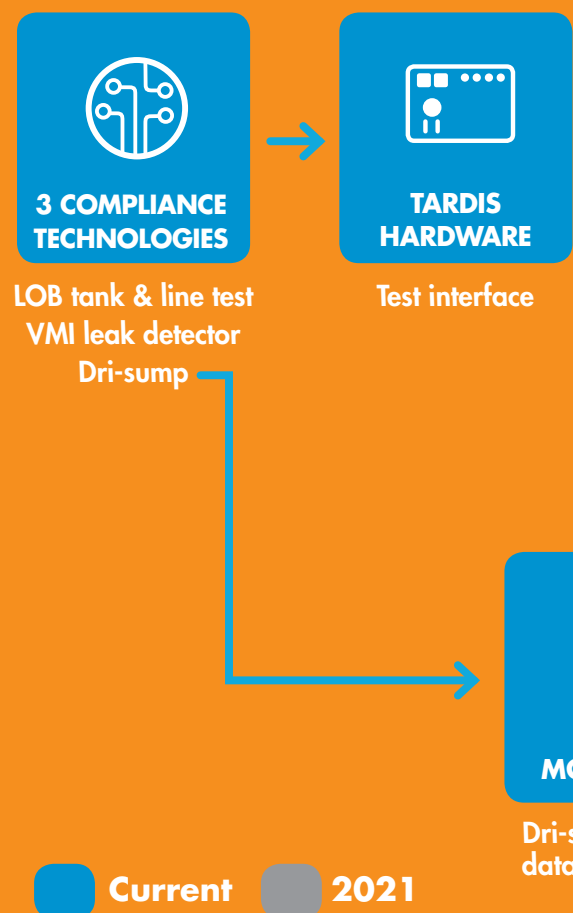 3 COMPLIANCE
TECHNOLOGIES
LOB tank & line test
VMI leak detector
Dri-sump
TARDIS
HARDWARE
Test interface
Current
2021